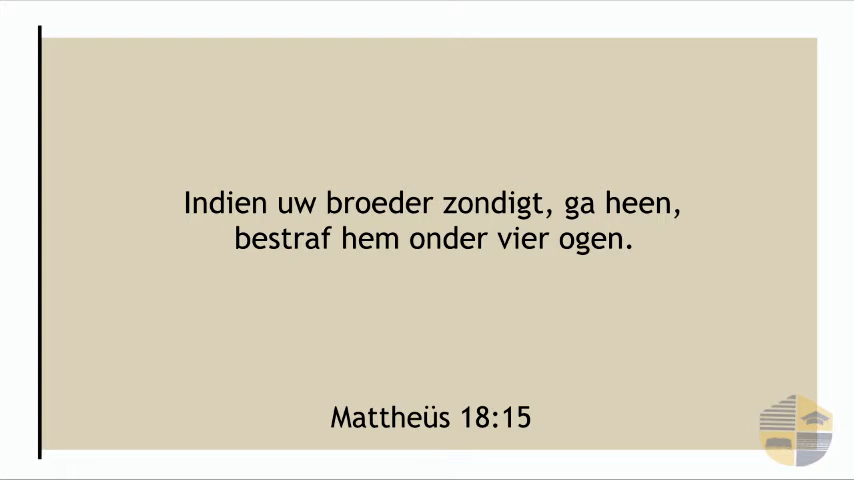 Indien uw broeder zondigt, ga heen,
bestraf hem onder vier ogen.
Mattheüs 18:15